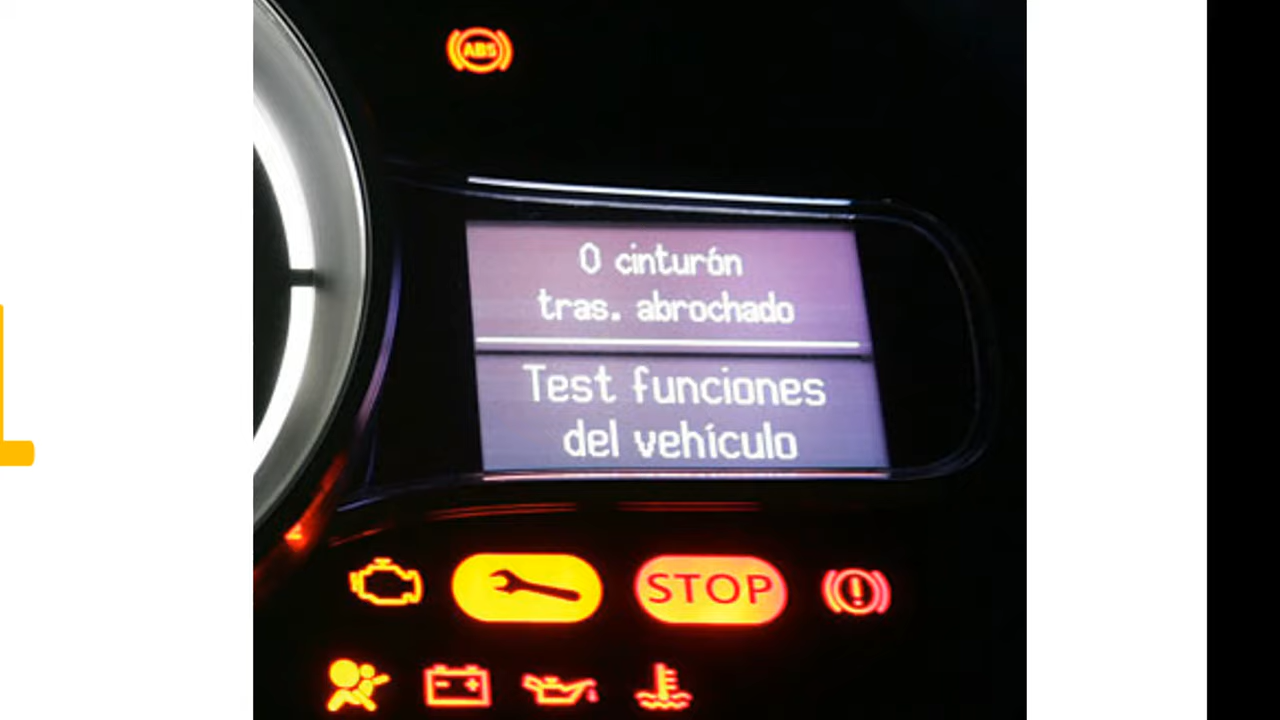 ABS
0 cinturón
tras. abrochado
Test funciones
del vehículo
STOP